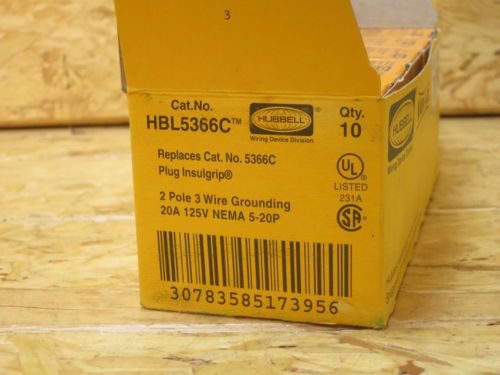 3
Cat.No.
HBL5366C™
HUBBELL
Wiring Device Division
Qty.
10
Replaces Cat. No. 5366C
Plug Insulgrip®
2 Pole 3 Wire Grounding
20A 125V NEMA 5-20P
UL
LISTED
231A
SA
30783585173956
HUBBELL